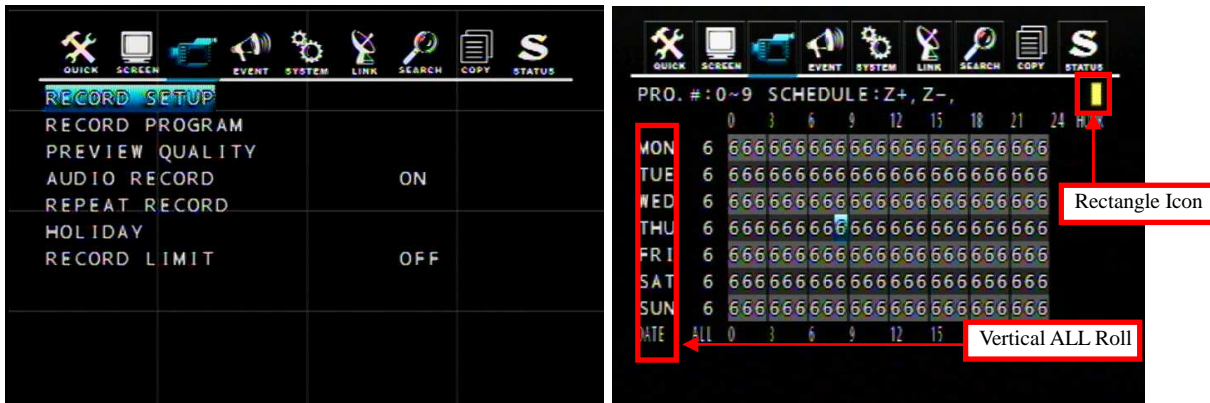 QUICK SCREEN EVENT SYSTEM LINK SEARCH COPY STATUS
RECORD SETUP
RECORD PROGRAM
PREVIEW QUALITY
AUDIO RECORD ON
REPEAT RECORD
HOLIDAY
RECORD LIMIT OFF
QUICK SCREEN EVENT SYSTEM LINK SEARCH COPY STATUS
PRO.#:0~9 SCHEDULE:Z+,Z-,
0 3 6 9 12 15 18 21 24
MON 6 666666666666666666666666
TUE 6 666666666666666666666666
WED 6 666666666666666666666666
THU 6 666666666666666666666666
FRI 6 666666666666666666666666
SAT 6 666666666666666666666666
SUN 6 666666666666666666666666
DATE ALL 0 3 6 9 12 15
Rectangle Icon
Vertical ALL Roll